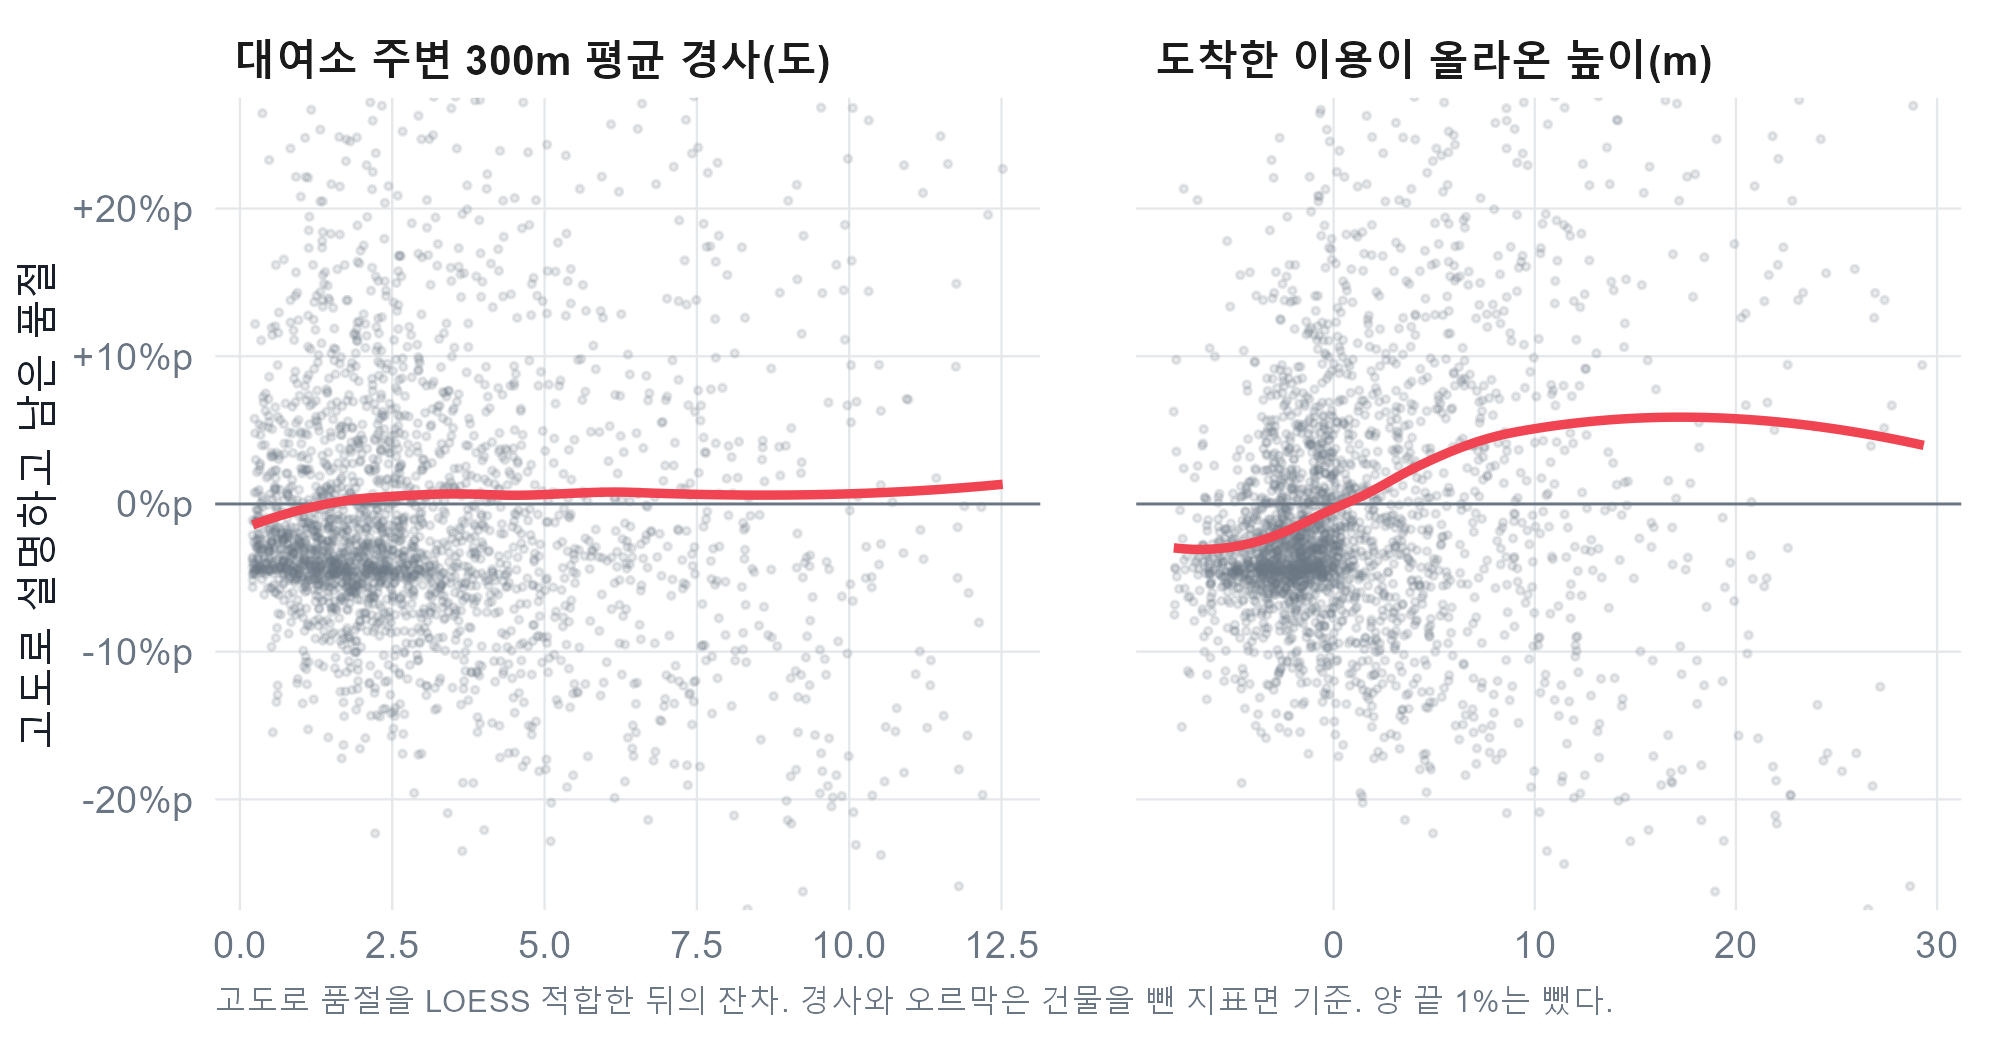 대여소 주변 300m 평균 경사(도)
도착한 이용이 올라온 높이(m)
고도로 설명하고 남은 품절
+20%p
+10%p
0%p
-10%p
-20%p
0.0 2.5 5.0 7.5 10.0 12.5
0 10 20 30
고도로 품절을 LOESS 적합한 뒤의 잔차. 경사와 오르막은 건물을 뺀 지표면 기준. 양 끝 1%는 뺐다.